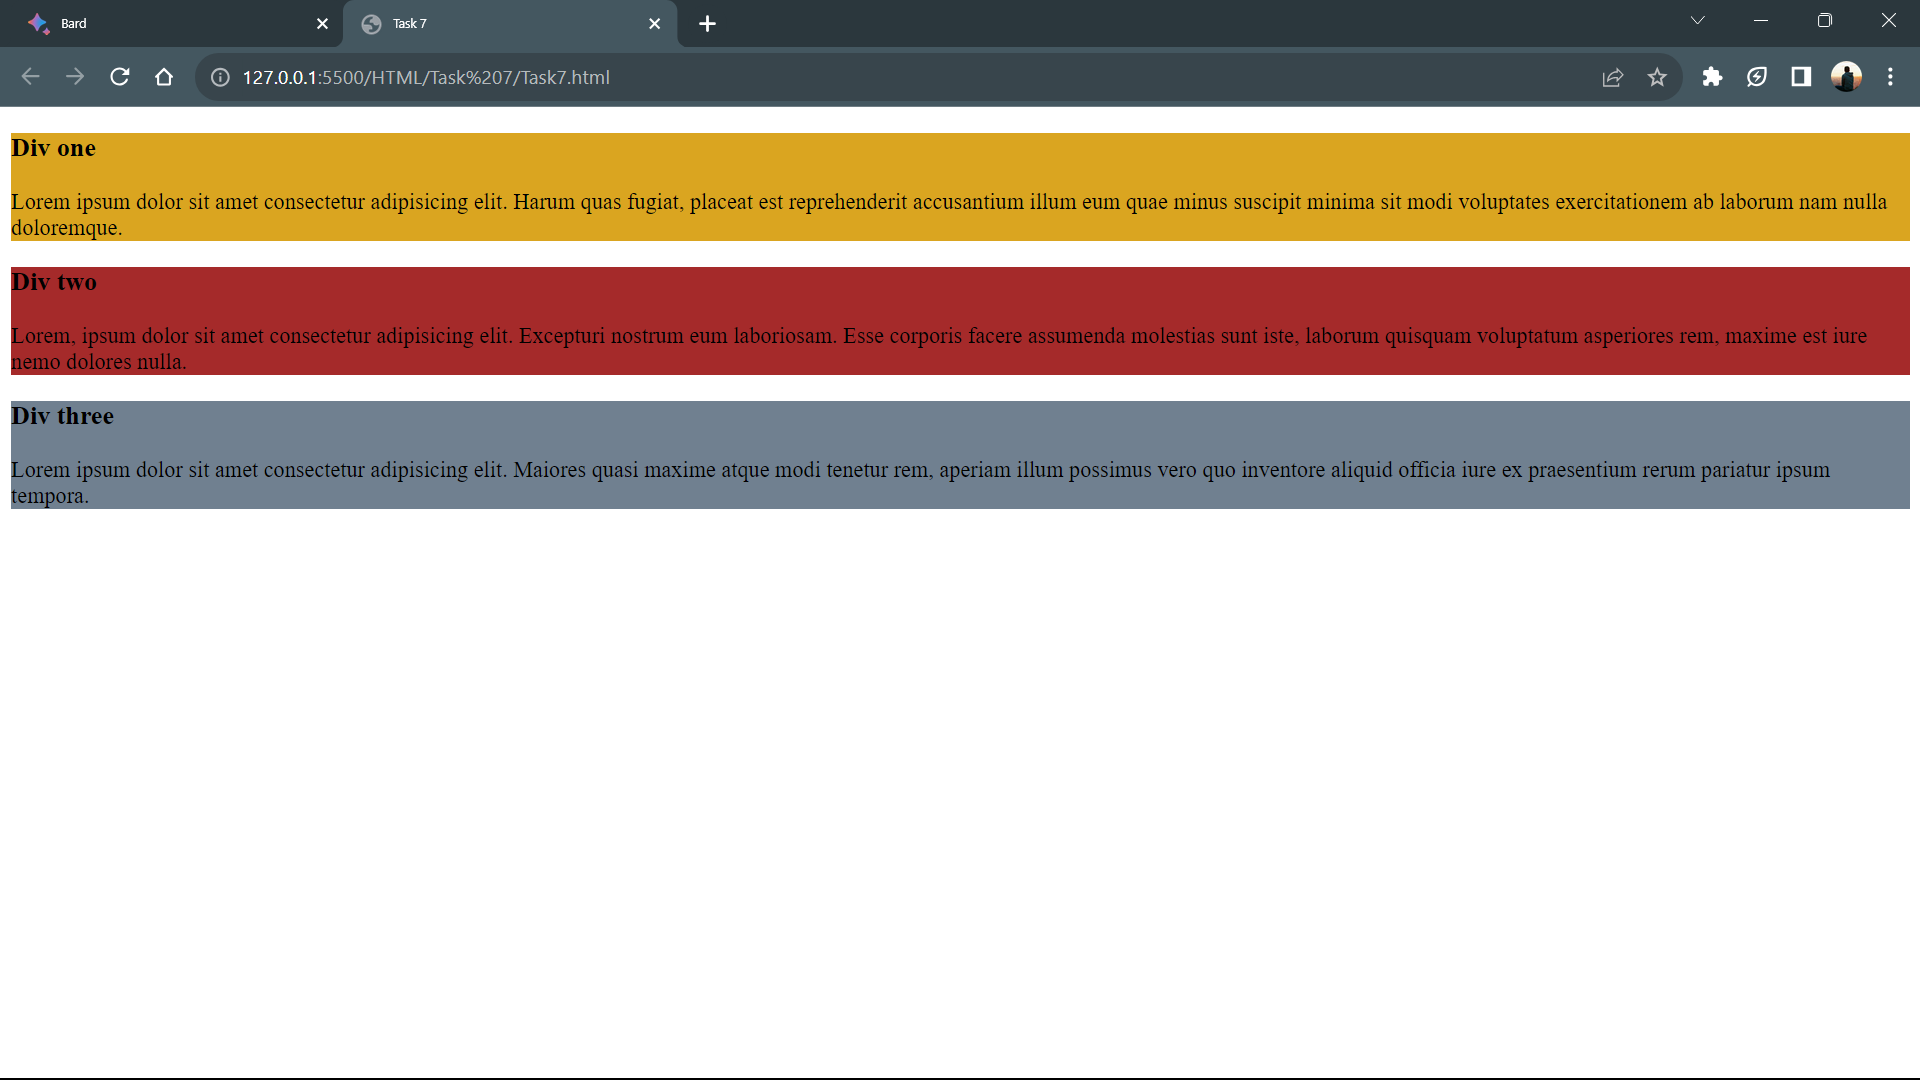 Bard
Task 7
127.0.0.1:5500/HTML/Task%207/Task7.html
Div one
Lorem ipsum dolor sit amet consectetur adipisicing elit. Harum quas fugiat, placeat est reprehenderit accusantium illum eum quae minus suscipit minima sit modi voluptates exercitationem ab laborum nam nulla
doloremque.
Div two
Lorem, ipsum dolor sit amet consectetur adipisicing elit. Excepturi nostrum eum laboriosam. Esse corporis facere assumenda molestias sunt iste, laborum quisquam voluptatum asperiores rem, maxime est iure
nemo dolores nulla.
Div three
Lorem ipsum dolor sit amet consectetur adipisicing elit. Maiores quasi maxime atque modi tenetur rem, aperiam illum possimus vero quo inventore aliquid officia iure ex praesentium rerum pariatur ipsum
tempora.